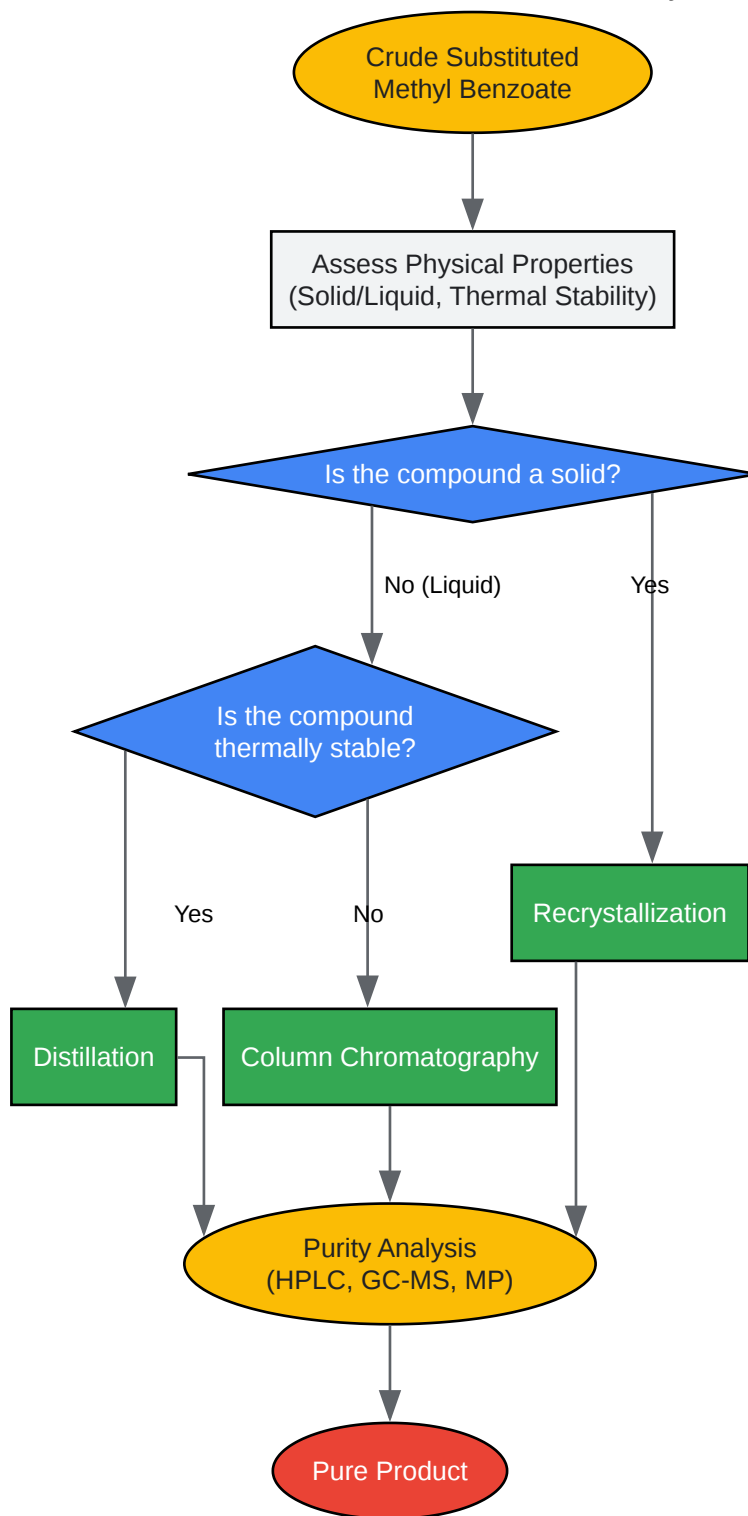 Crude Substituted
Methyl Benzoate
Assess Physical Properties
(Solid/Liquid, Thermal Stability)
Is the compound a solid?
No (Liquid)
Yes
Is the compound
thermally stable?
Yes
No
Recrystallization
Distillation
Column Chromatography
Purity Analysis
(HPLC, GC-MS, MP)
Pure Product